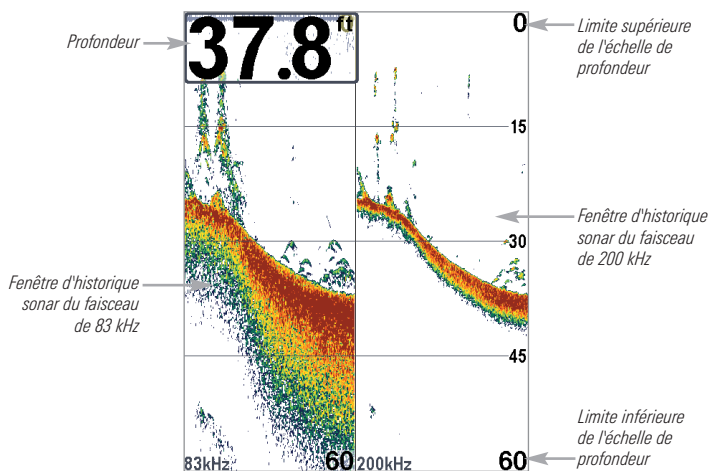 Profondeur
37.8 ft
0
Limite supérieure
de l'échelle de
profondeur
15
Fenêtre d'historique
sonar du faisceau
de 200 kHz
30
Fenêtre d'historique
sonar du faisceau
de 83 kHz
45
Limite inférieure
de l'échelle de
profondeur
83kHz
60
200kHz
60